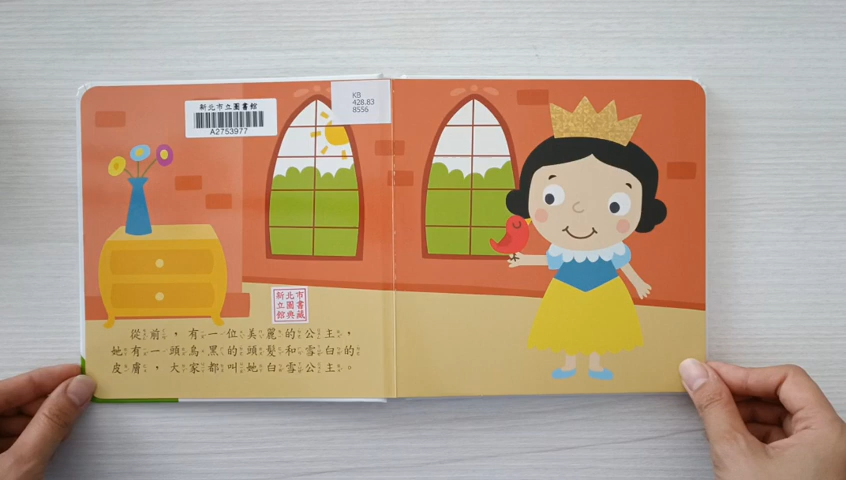 新北市立圖書館
A2753977
KB
428.83
8556
新北市
立圖書
館典藏
從前，有一位美麗的公主，
她有一頭烏黑的頭髮和雪白的
皮膚，大家都叫她白雪公主。